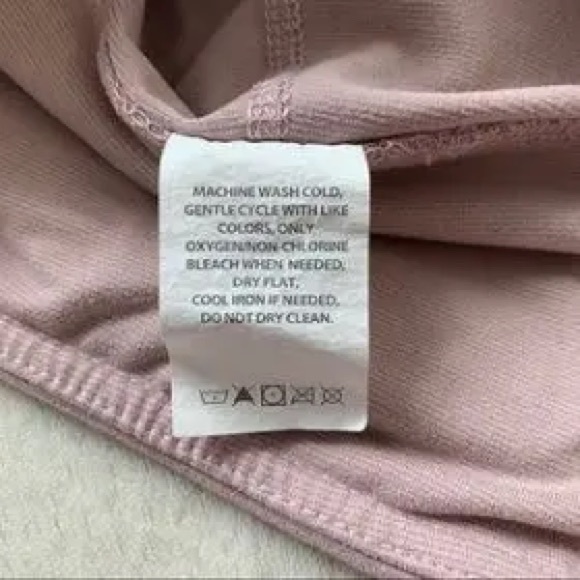 MACHINE WASH COLD,
GENTLE CYCLE WITH LIKE
COLORS, ONLY
OXYGEN/NON-CHLORINE
BLEACH WHEN NEEDED,
DRY FLAT,
COOL IRON IF NEEDED,
DO NOT DRY CLEAN.